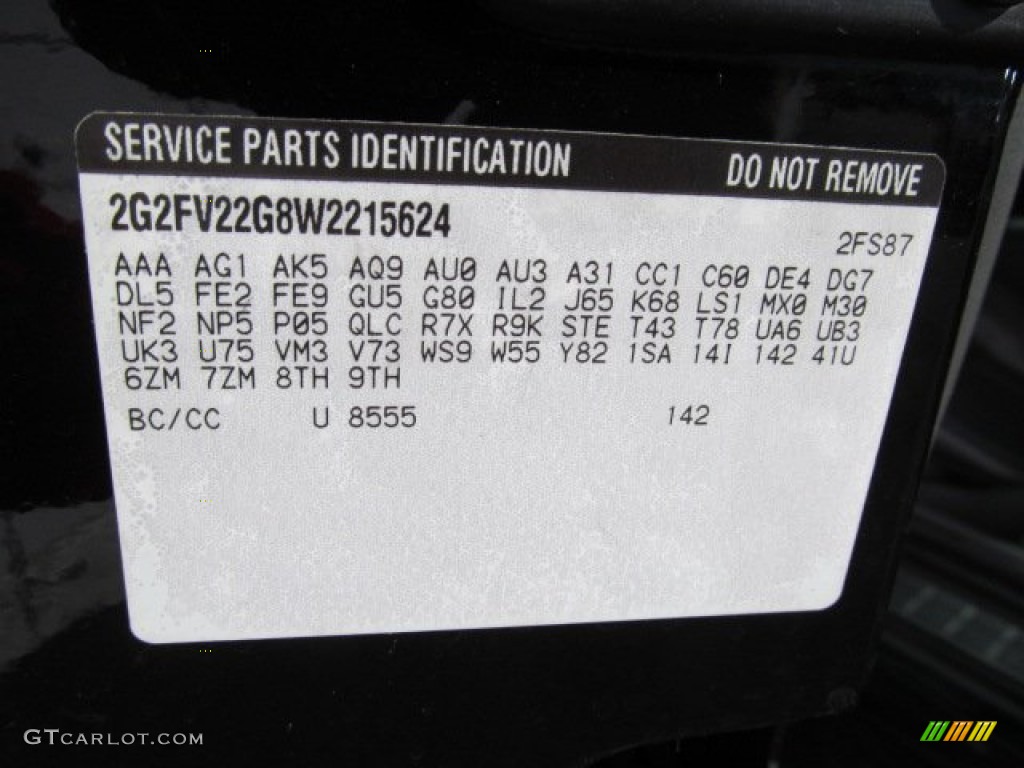 SERVICE PARTS IDENTIFICATION DO NOT REMOVE
2G2FV22G8W2215624
2FS87
AAA AG1 AK5 AQ9 AU0 AU3 A31 CC1 C60 DE4 DG7
DL5 FE2 FE9 GU5 G80 IL2 J65 K68 LS1 MX0 M30
NF2 NP5 P05 QLC R7X R9K STE T43 T78 UA6 UB3
UK3 U75 VM3 V73 WS9 W55 Y82 1SA 14I 142 41U
6ZM 7ZM 8TH 9TH
BC/CC U 8555 142
GTCARLOT.COM